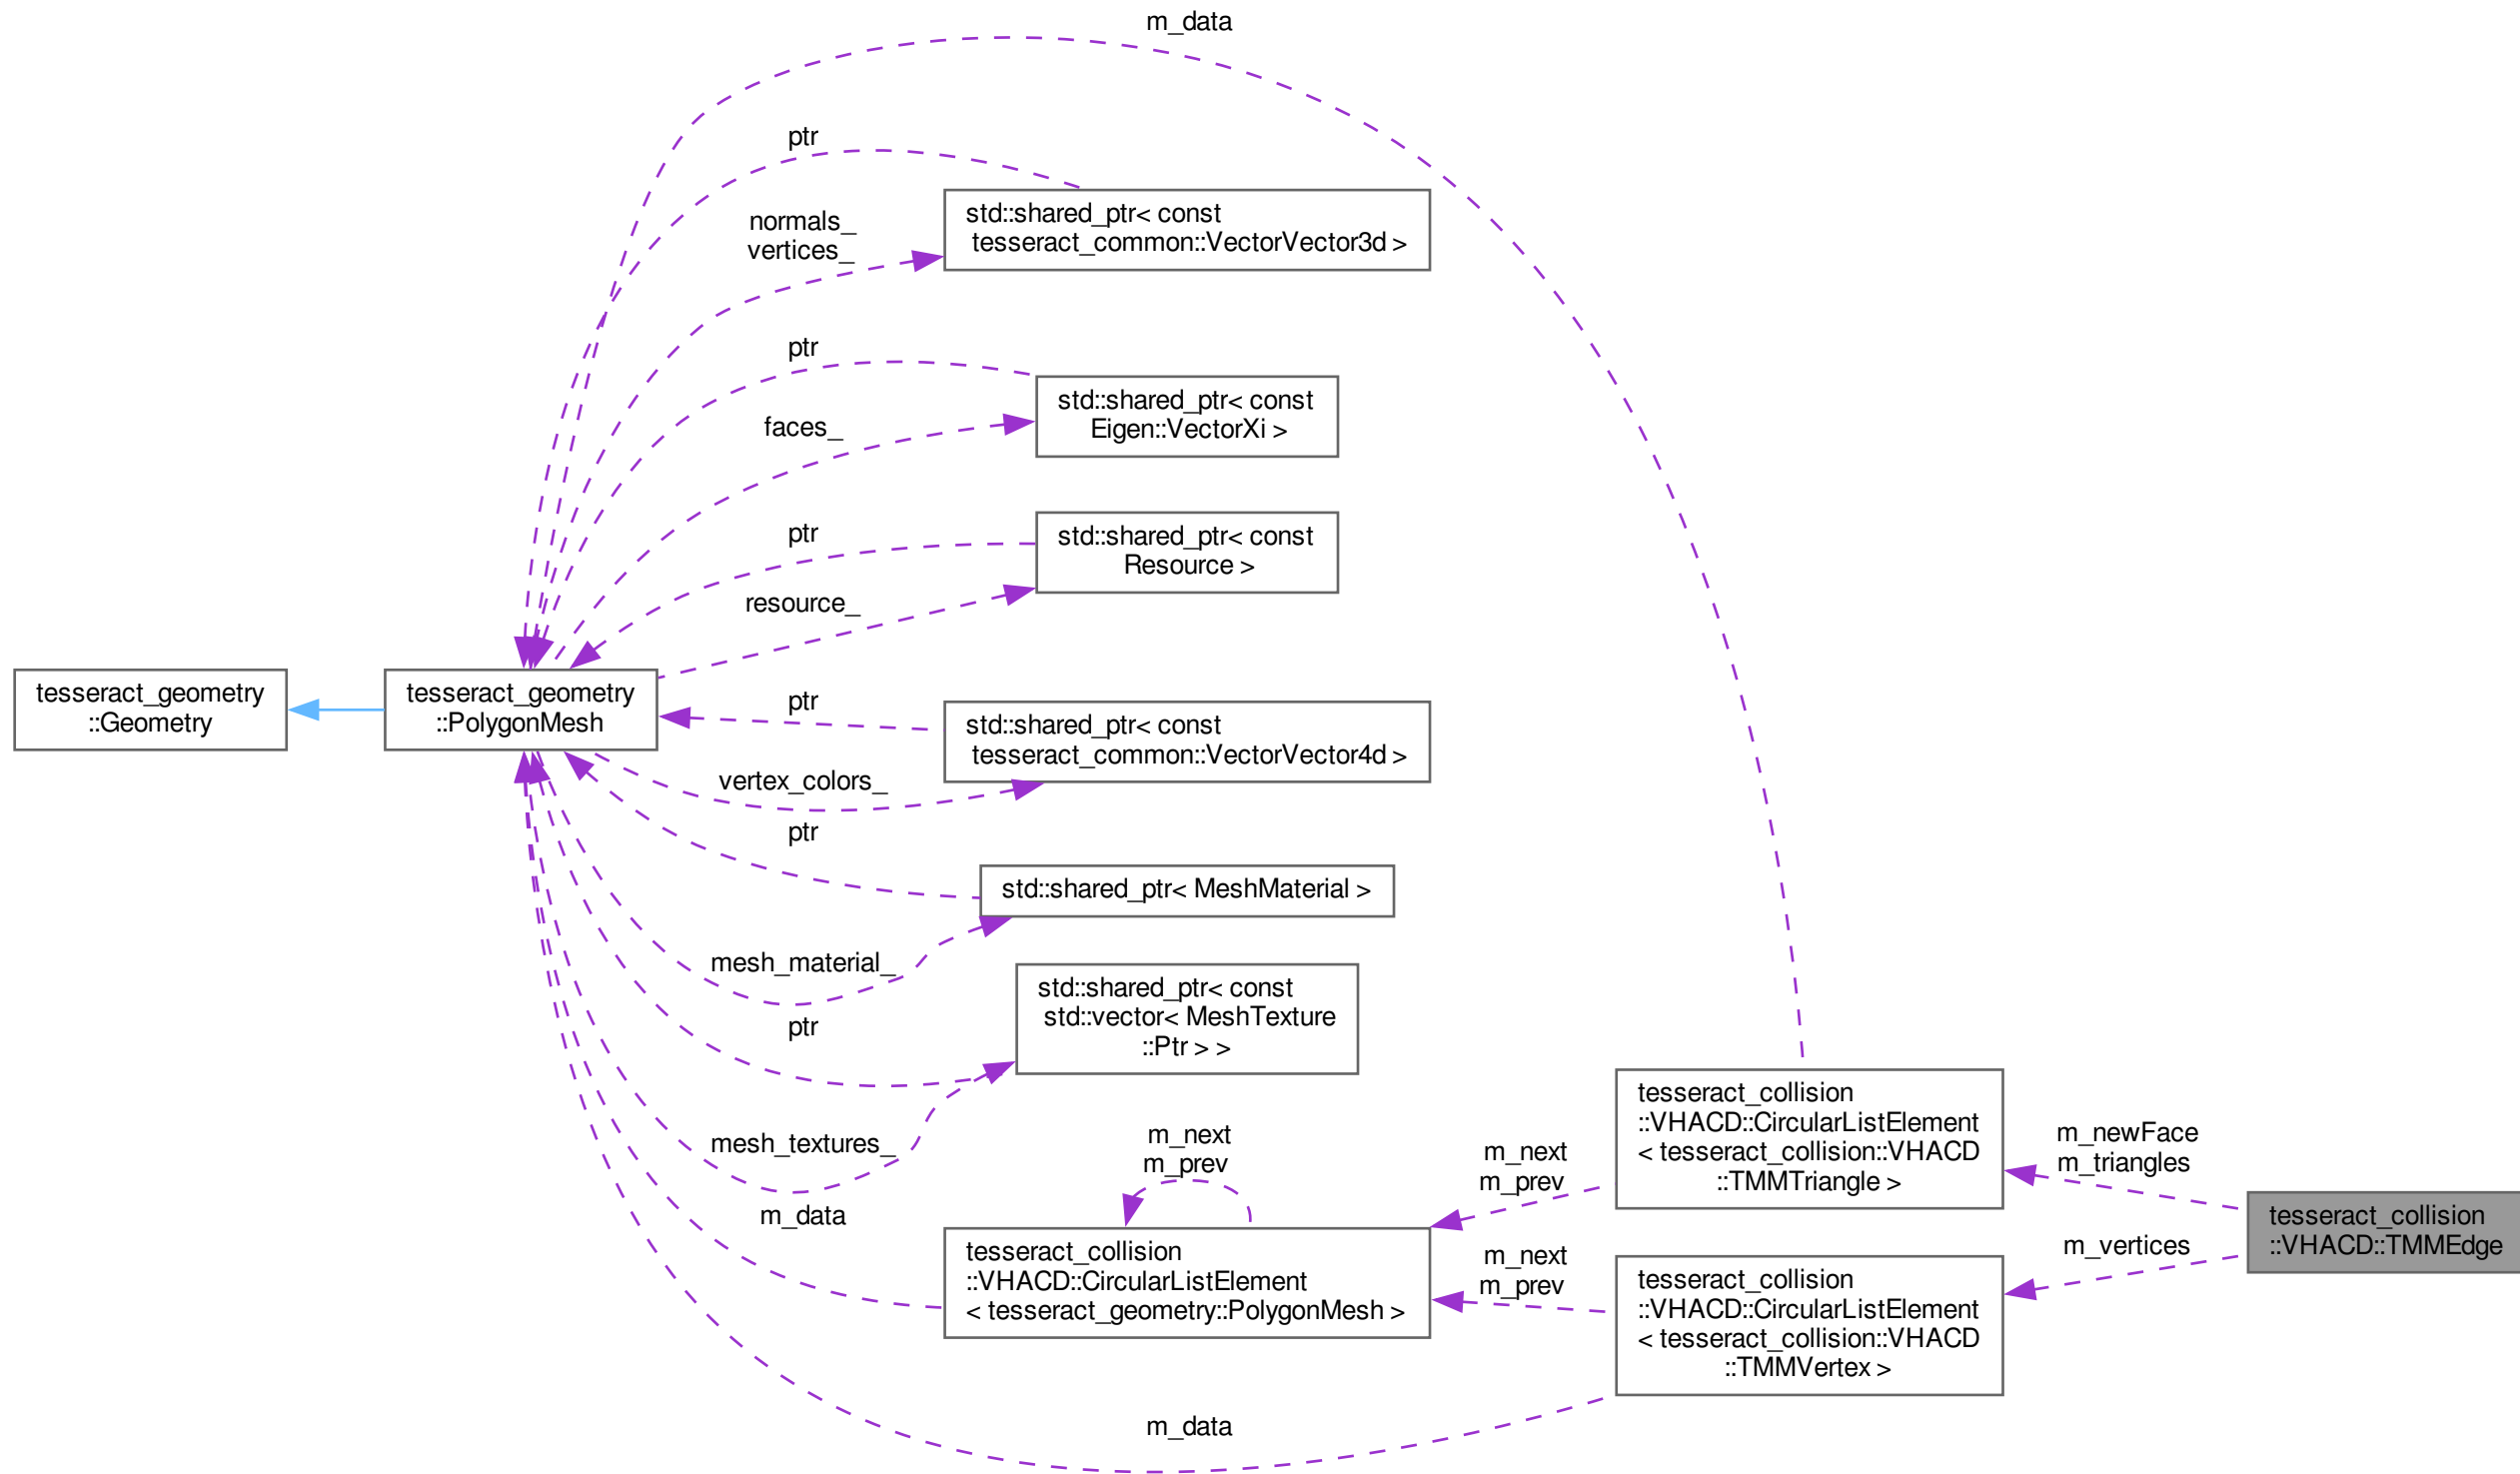 m_data
ptr
std::shared_ptr< const
tesseract_common::VectorVector3d >
normals_
vertices_
ptr
std::shared_ptr< const
Eigen::VectorXi >
faces_
ptr
std::shared_ptr< const
Resource >
resource_
tesseract_geometry
::Geometry
tesseract_geometry
::PolygonMesh
ptr
std::shared_ptr< const
tesseract_common::VectorVector4d >
vertex_colors_
ptr
std::shared_ptr< MeshMaterial >
mesh_material_
std::shared_ptr< const
std::vector< MeshTexture
::Ptr > >
ptr
mesh_textures_
m_data
m_next
m_prev
tesseract_collision
::VHACD::CircularListElement
< tesseract_geometry::PolygonMesh >
m_next
m_prev
m_next
m_prev
tesseract_collision
::VHACD::CircularListElement
< tesseract_collision::VHACD
::TMMTriangle >
tesseract_collision
::VHACD::CircularListElement
< tesseract_collision::VHACD
::TMMVertex >
m_newFace
m_triangles
m_vertices
tesseract_collision
::VHACD::TMMEdge
m_data